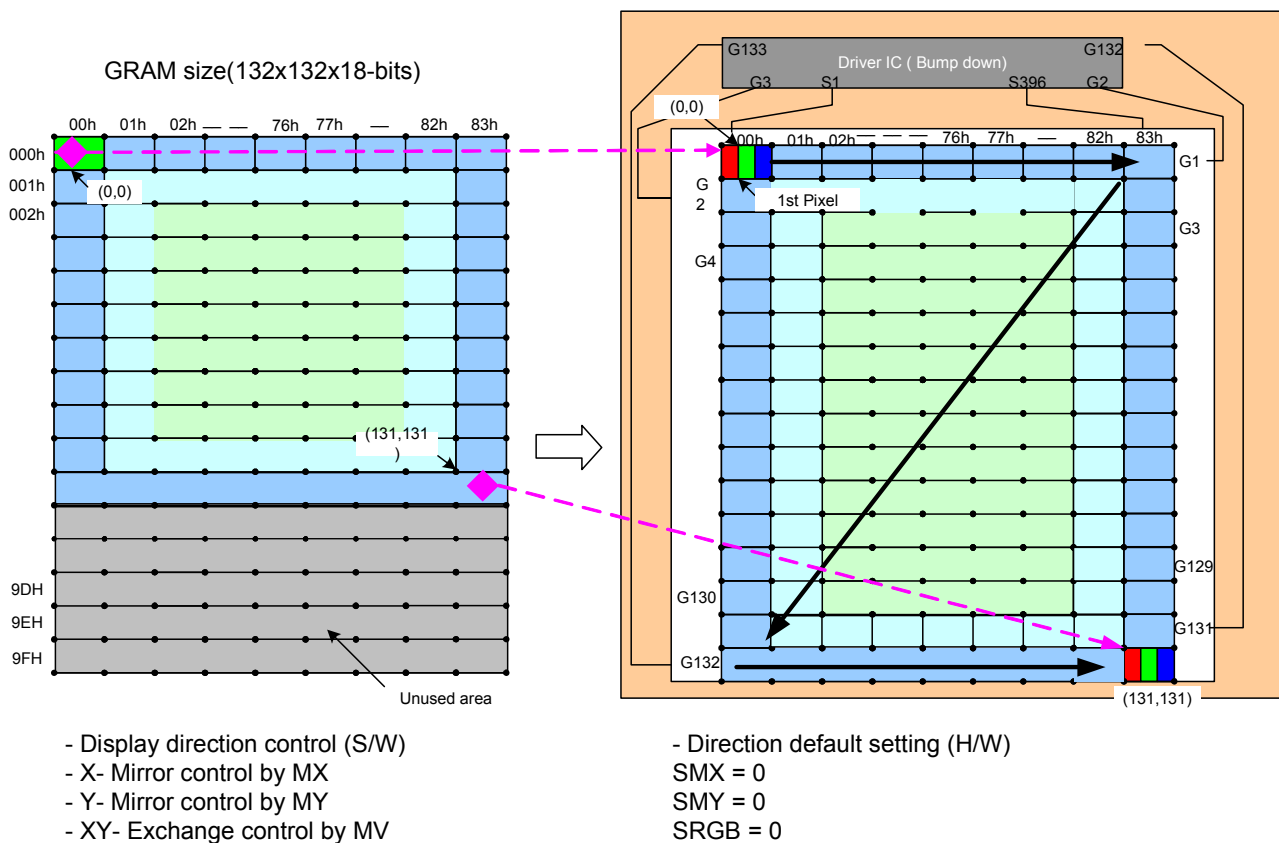 GRAM size(132x132x18-bits)
00h 01h 02h — — 76h 77h — 82h 83h
000h
001h
002h
(0,0)
(131,131
)
9DH
9EH
9FH
Unused area
- Display direction control (S/W)
- X- Mirror control by MX
- Y- Mirror control by MY
- XY- Exchange control by MV
G133 G132
Driver IC ( Bump down)
G3 S1 S396 G2
(0,0)
00h 01h 02h — — — — 76h 77h — 82h 83h
G1
G
2
1st Pixel
G3
G4
G129
G130
G131
G132
(131,131)
- Direction default setting (H/W)
SMX = 0
SMY = 0
SRGB = 0